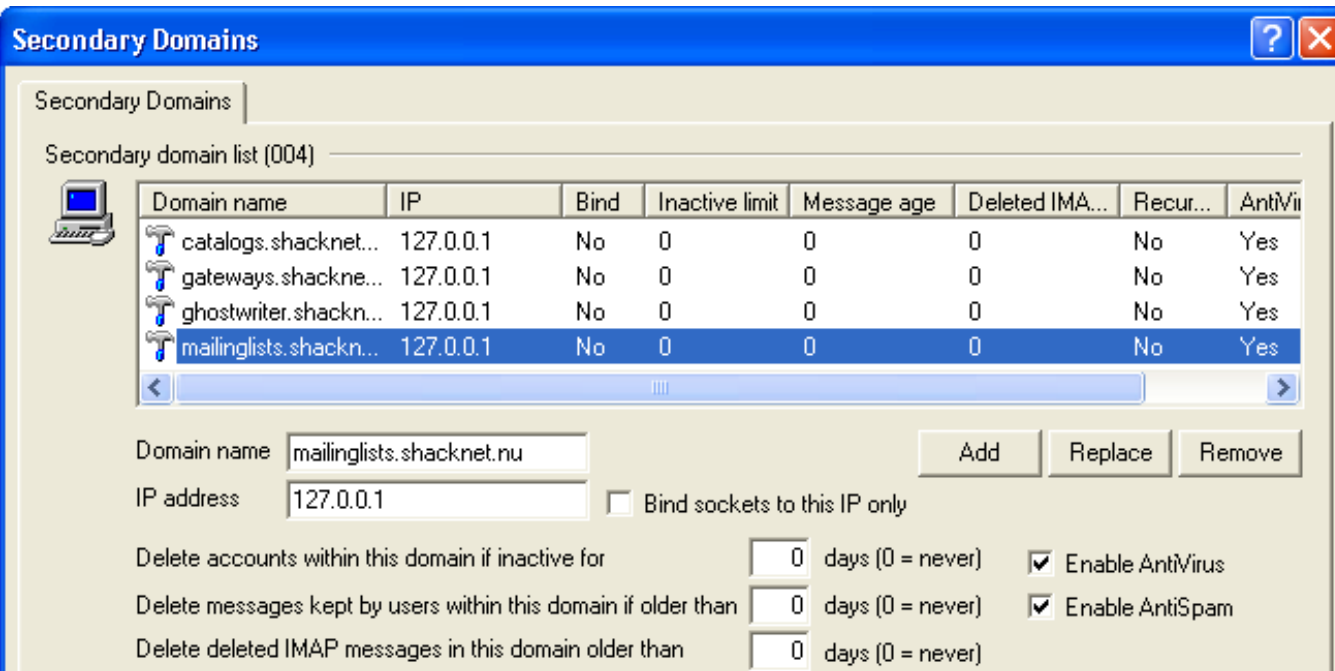 Secondary Domains
Secondary Domains
Secondary domain list (004)
Domain name IP Bind Inactive limit Message age Deleted IMA... Recur... AntiVi
catalogs.shacknet... 127.0.0.1 No 0 0 0 No Yes
gateways.shackne... 127.0.0.1 No 0 0 0 No Yes
ghostwriter.shackn... 127.0.0.1 No 0 0 0 No Yes
mailinglists.shackn... 127.0.0.1 No 0 0 0 No Yes
Domain name mailinglists.shacknet.nu Add Replace Remove
IP address 127.0.0.1 Bind sockets to this IP only
Delete accounts within this domain if inactive for 0 days (0 = never) Enable AntiVirus
Delete messages kept by users within this domain if older than 0 days (0 = never) Enable AntiSpam
Delete deleted IMAP messages in this domain older than 0 days (0 = never)